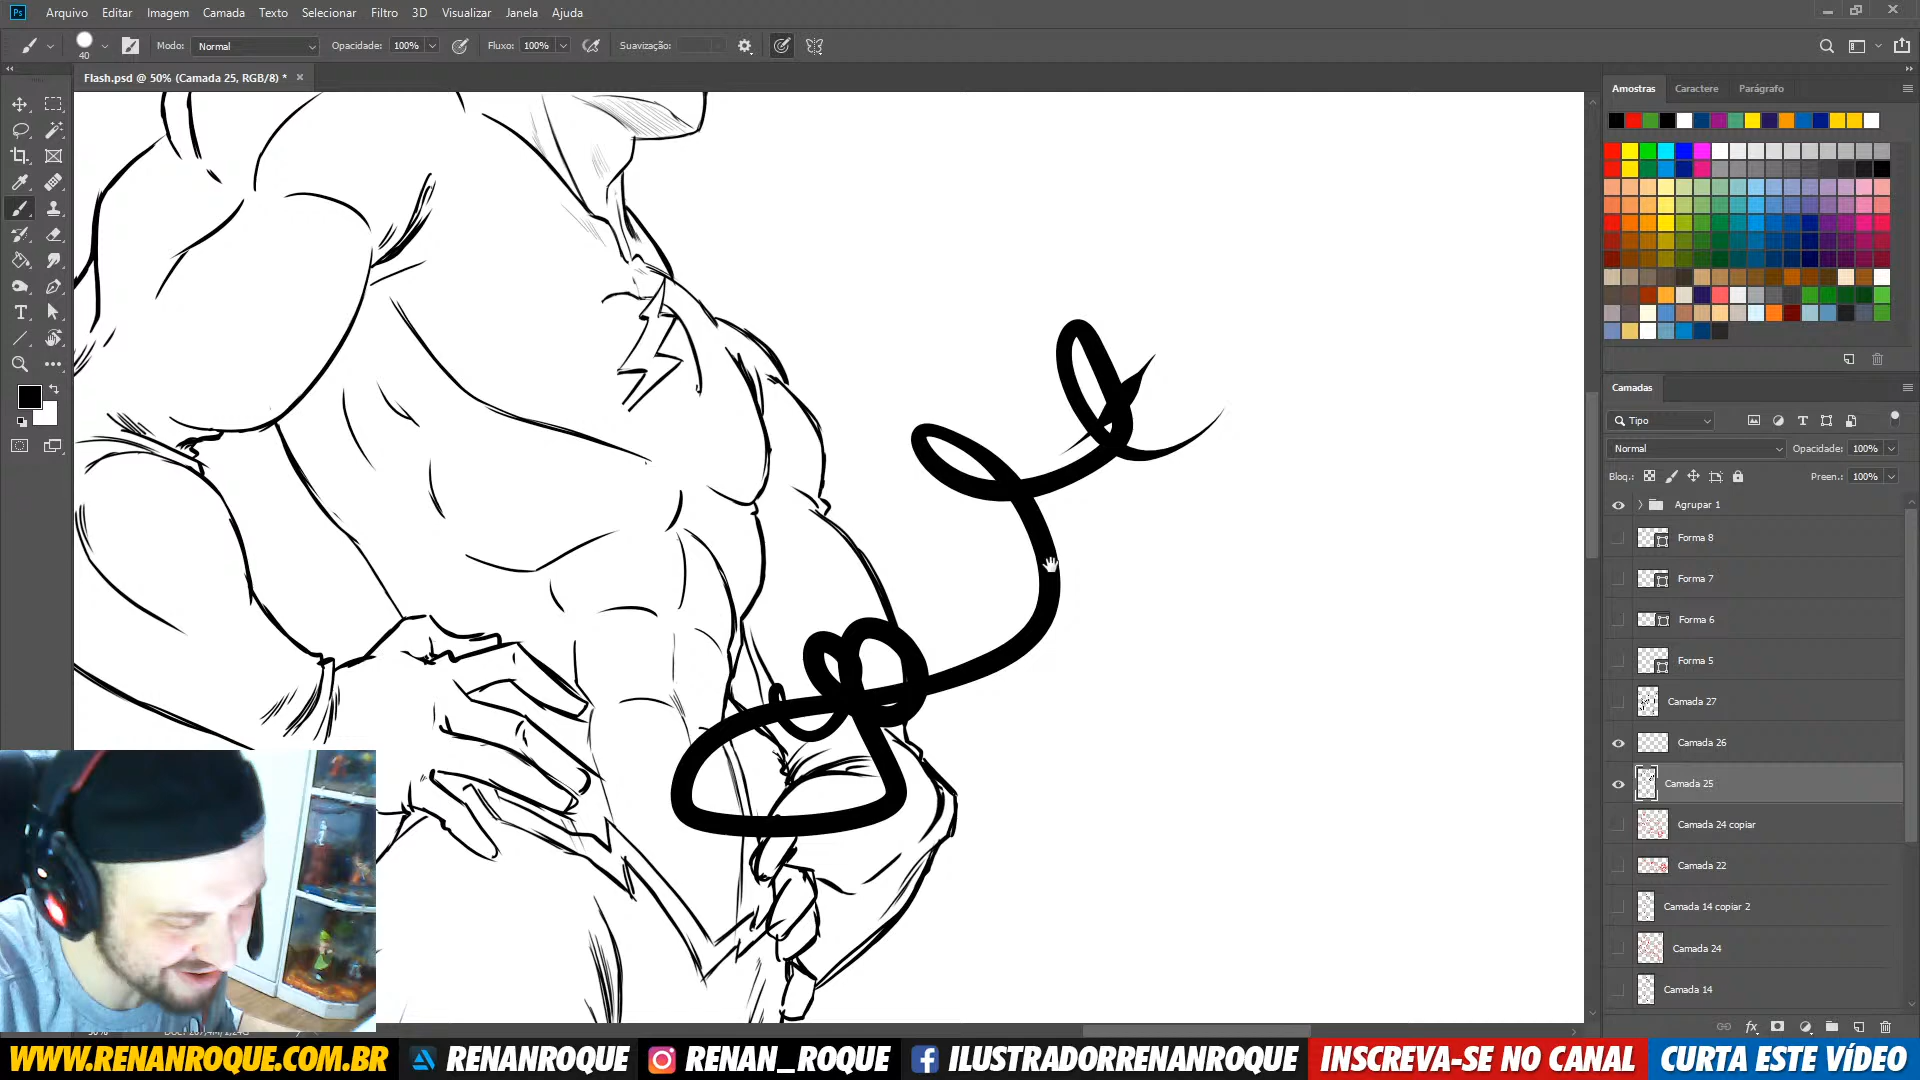 Ps Arquivo Editar Imagem Camada Texto Selecionar Filtro 3D Visualizar Janela Ajuda
40 Modo: Normal Opacidade: 100% Fluxo: 100% Suavização:
Flash.psd @ 50% (Camada 25, RGB/8) * ×
Amostras Caractere Parágrafo
Camadas
Tipo
Normal Opacidade: 100%
Bloq.: Preen.: 100%
Agrupar 1
Forma 8
Forma 7
Forma 6
Forma 5
Camada 27
Camada 26
Camada 25
Camada 24 copiar
Camada 22
Camada 14 copiar 2
Camada 24
Camada 14
WWW.RENANROQUE.COM.BR RENANROQUE RENAN_ROQUE ILUSTRADORRENANROQUE INSCREVA-SE NO CANAL CURTA ESTE VÍDEO